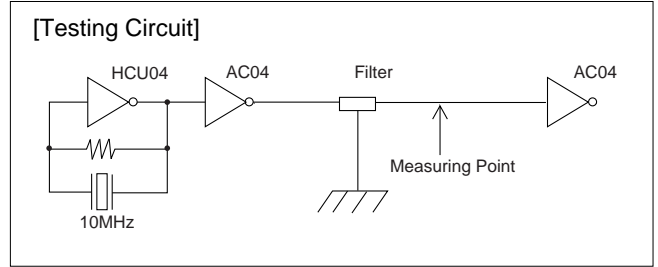 [Testing Circuit]
HCU04
AC04
Filter
AC04
Measuring Point
10MHz